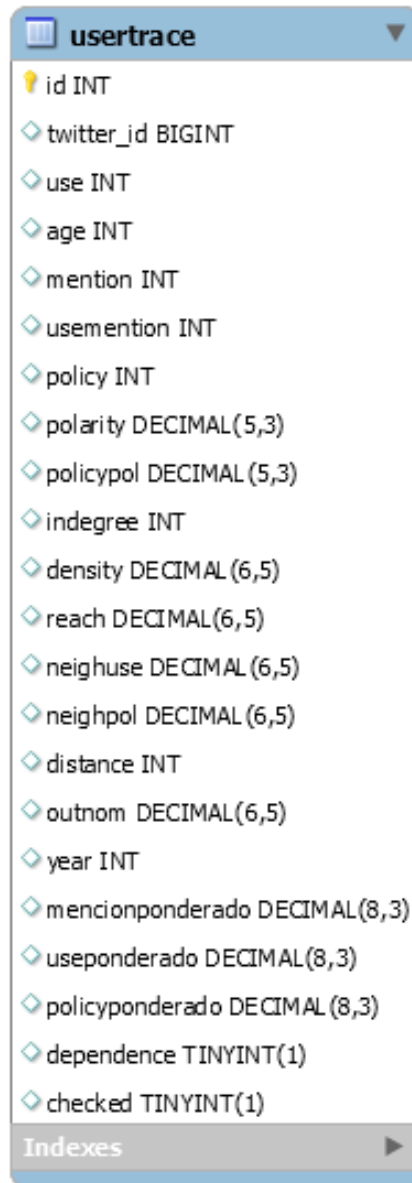 usertrace
id INT
twitter_id BIGINT
use INT
age INT
mention INT
usemention INT
policy INT
polarity DECIMAL(5,3)
policypol DECIMAL(5,3)
indegree INT
density DECIMAL(6,5)
reach DECIMAL(6,5)
neighuse DECIMAL(6,5)
neighpol DECIMAL(6,5)
distance INT
outnom DECIMAL(6,5)
year INT
mencionponderado DECIMAL(8,3)
useponderado DECIMAL(8,3)
policyponderado DECIMAL(8,3)
dependence TINYINT(1)
checked TINYINT(1)
Indexes